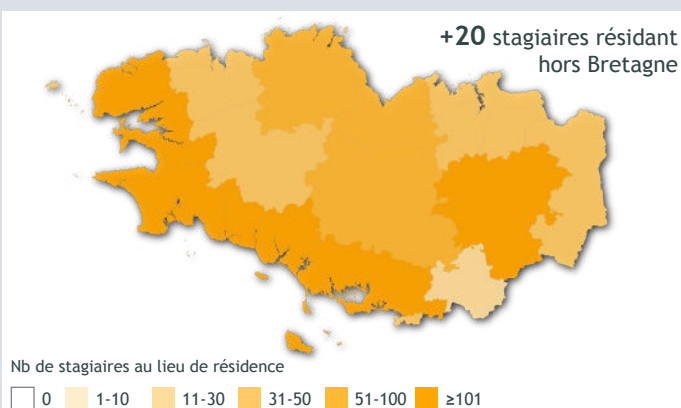 +20 stagiaires résidant
hors Bretagne
Nb de stagiaires au lieu de résidence
0 1-10 11-30 31-50 51-100 ≥101